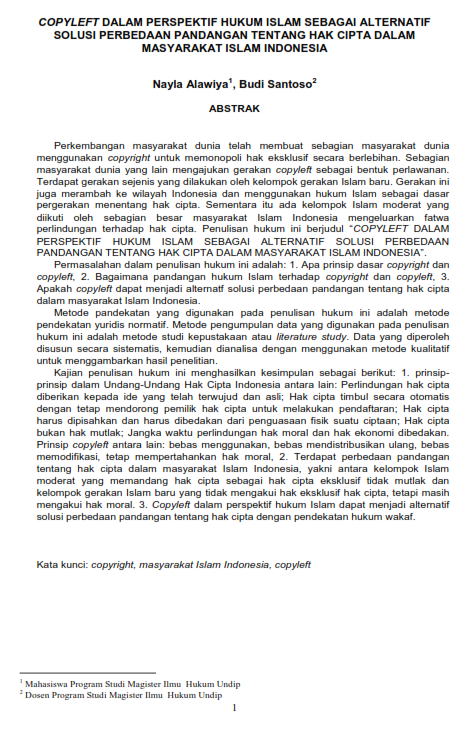 COPYLEFT DALAM PERSPEKTIF HUKUM ISLAM SEBAGAI ALTERNATIF
SOLUSI PERBEDAAN PANDANGAN TENTANG HAK CIPTA DALAM
MASYARAKAT ISLAM INDONESIA
Nayla Alawiya1, Budi Santoso2
ABSTRAK
Perkembangan masyarakat dunia telah membuat sebagian masyarakat dunia
menggunakan copyright untuk memonopoli hak eksklusif secara berlebihan. Sebagian
masyarakat dunia yang lain mengajukan gerakan copyleft sebagai bentuk perlawanan.
Terdapat gerakan sejenis yang dilakukan oleh kelompok gerakan Islam baru. Gerakan ini
juga merambah ke wilayah Indonesia dan menggunakan hukum Islam sebagai dasar
pergerakan menentang hak cipta. Sementara itu ada kelompok Islam moderat yang
diikuti oleh sebagian besar masyarakat Islam Indonesia mengeluarkan fatwa
perlindungan terhadap hak cipta. Penulisan hukum ini berjudul “COPYLEFT DALAM
PERSPEKTIF HUKUM ISLAM SEBAGAI ALTERNATIF SOLUSI PERBEDAAN
PANDANGAN TENTANG HAK CIPTA DALAM MASYARAKAT ISLAM INDONESIA”.
Permasalahan dalam penulisan hukum ini adalah: 1. Apa prinsip dasar copyright dan
copyleft, 2. Bagaimana pandangan hukum Islam terhadap copyright dan copyleft, 3.
Apakah copyleft dapat menjadi alternatf solusi perbedaan pandangan tentang hak cipta
dalam masyarakat Islam Indonesia.
Metode pandekatan yang digunakan pada penulisan hukum ini adalah metode
pendekatan yuridis normatif. Metode pengumpulan data yang digunakan pada penulisan
hukum ini adalah metode studi kepustakaan atau literature study. Data yang diperoleh
disusun secara sistematis, kemudian dianalisa dengan menggunakan metode kualitatif
untuk menggambarkan hasil penelitian.
Kajian penulisan hukum ini menghasilkan kesimpulan sebagai berikut: 1. prinsip-
prinsip dalam Undang-Undang Hak Cipta Indonesia antara lain: Perlindungan hak cipta
diberikan kepada ide yang telah terwujud dan asli; Hak cipta timbul secara otomatis
dengan tetap mendorong pemilik hak cipta untuk melakukan pendaftaran; Hak cipta
harus dipisahkan dan harus dibedakan dari penguasaan fisik suatu ciptaan; Hak cipta
bukan hak mutlak; Jangka waktu perlindungan hak moral dan hak ekonomi dibedakan.
Prinsip copyleft antara lain: bebas menggunakan, bebas mendistribusikan ulang, bebas
memodifikasi, tetap mempertahankan hak moral, 2. Terdapat perbedaan pandangan
tentang hak cipta dalam masyarakat Islam Indonesia, yakni antara kelompok Islam
moderat yang memandang hak cipta sebagai hak cipta eksklusif tidak mutlak dan
kelompok gerakan Islam baru yang tidak mengakui hak eksklusif hak cipta, tetapi masih
mengakui hak moral. 3. Copyleft dalam perspektif hukum Islam dapat menjadi alternatif
solusi perbedaan pandangan tentang hak cipta dengan pendekatan hukum wakaf.
Kata kunci: copyright, masyarakat Islam Indonesia, copyleft
1 Mahasiswa Program Studi Magister Ilmu Hukum Undip
2 Dosen Program Studi Magister Ilmu Hukum Undip
1